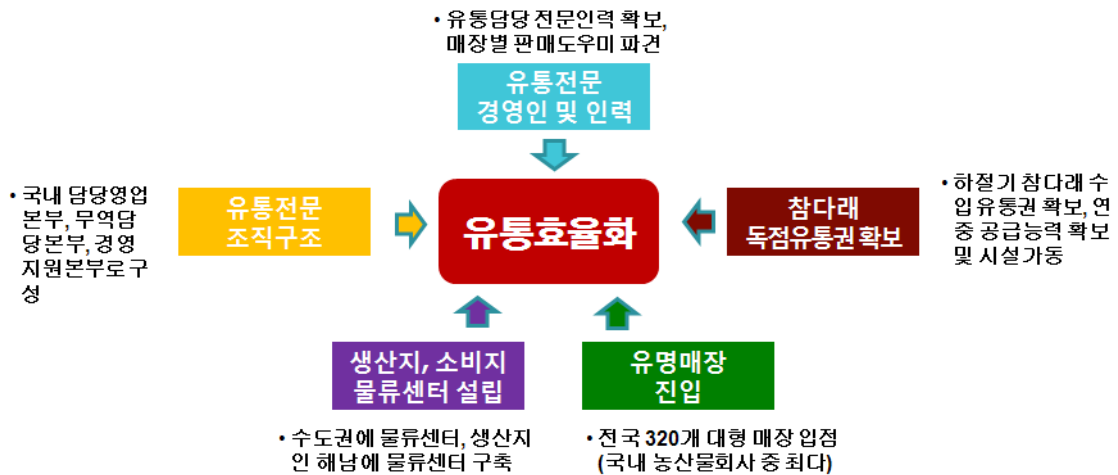 • 유통담당 전문인력 확보,
매장별 판매도우미 파견
유통전문
경영인 및 인력
• 국내 담당영업
본부, 무역담
당본부, 경영
지원본부로구
성
유통전문
조직구조
유통효율화
참다래
독점유통권 확보
• 하절기 참다래 수
입유통권 확보, 연
중 공급능력 확보
및 시설가동
생산지, 소비지
물류센터 설립
• 수도권에 물류센터, 생산지
인 해남에 물류센터 구축
유명매장
진입
• 전국 320개 대형 매장 입점
(국내 농산물회사 중 최다)